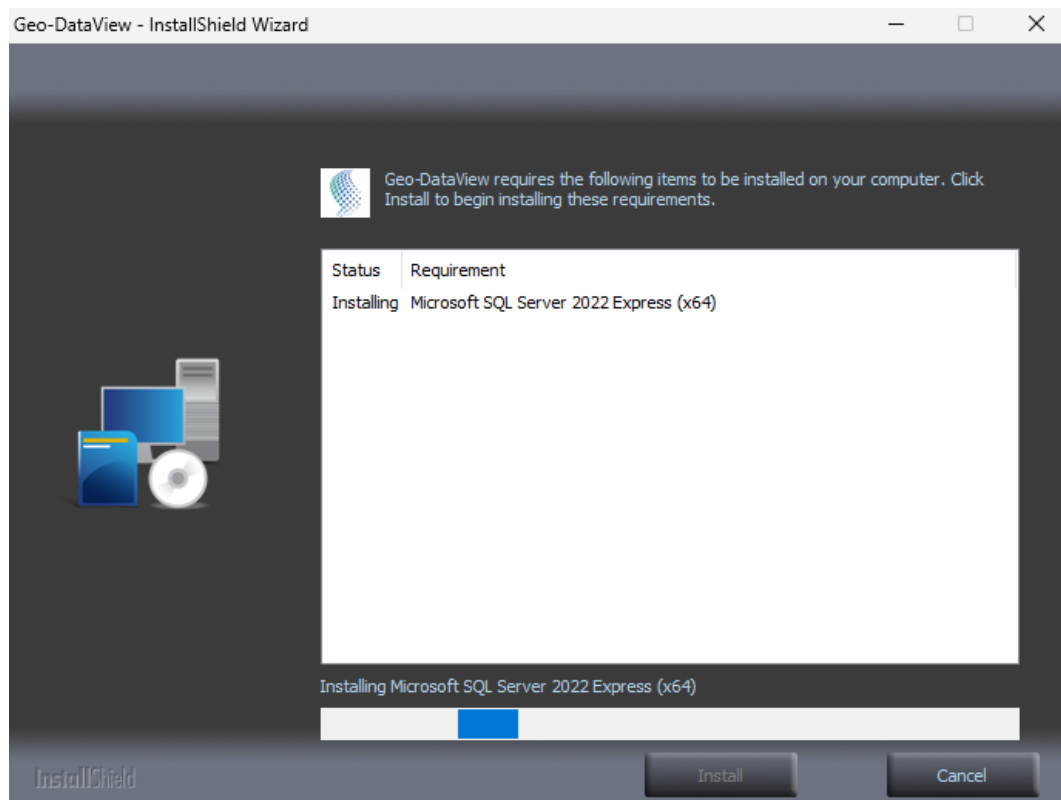 Geo-DataView - InstallShield Wizard
Geo-DataView requires the following items to be installed on your computer. Click
Install to begin installing these requirements.
Status Requirement
Installing Microsoft SQL Server 2022 Express (x64)
Installing Microsoft SQL Server 2022 Express (x64)
InstallShield
Install
Cancel